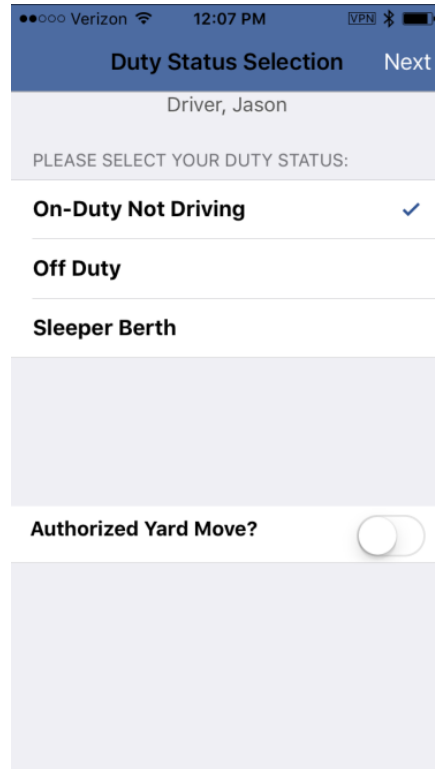 ●●○○○ Verizon 12:07 PM VPN
Duty Status Selection Next
Driver, Jason
PLEASE SELECT YOUR DUTY STATUS:
On-Duty Not Driving
Off Duty
Sleeper Berth
Authorized Yard Move?